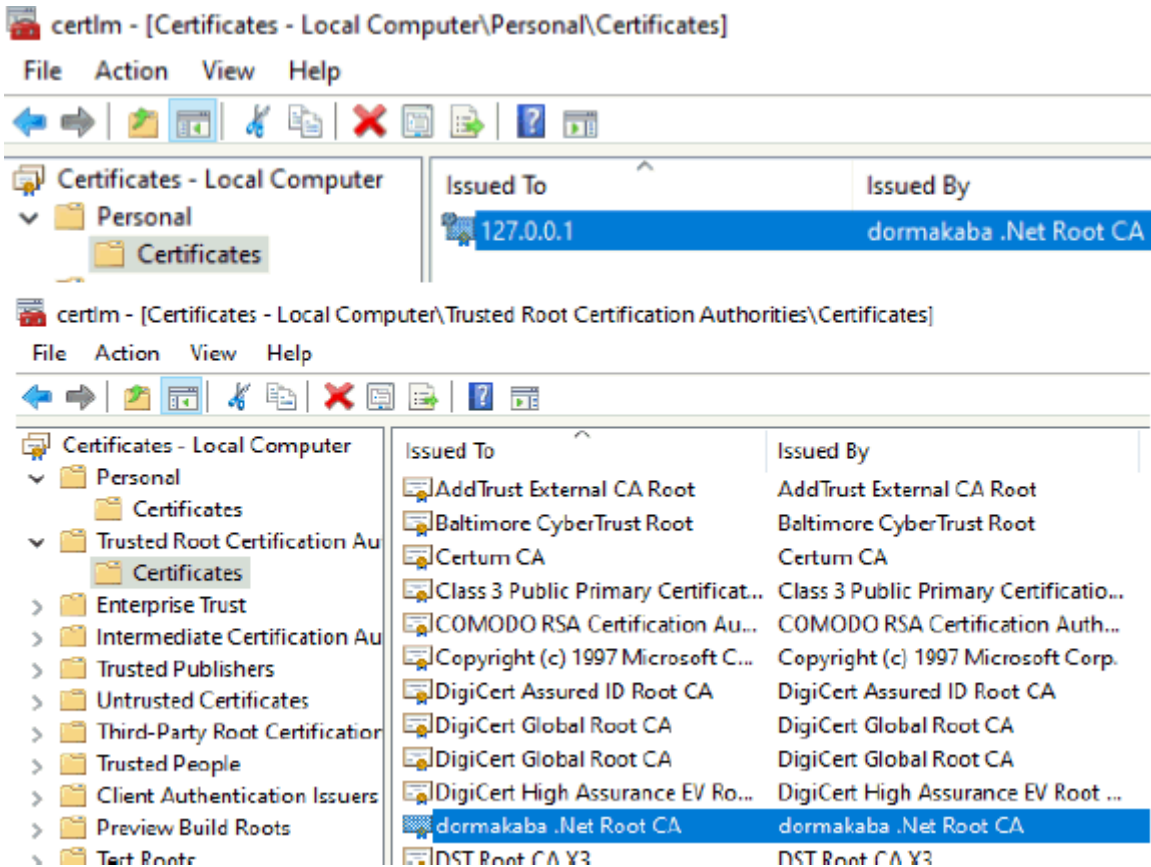 certlm - [Certificates - Local Computer\Personal\Certificates]
File Action View Help
Certificates - Local Computer
Personal
Certificates
Issued To Issued By
127.0.0.1 dormakaba .Net Root CA
certlm - [Certificates - Local Computer\Trusted Root Certification Authorities\Certificates]
File Action View Help
Certificates - Local Computer
Personal
Certificates
Trusted Root Certification Au
Certificates
Enterprise Trust
Intermediate Certification Au
Trusted Publishers
Untrusted Certificates
Third-Party Root Certification
Trusted People
Client Authentication Issuers
Preview Build Roots
Test Roots
Issued To Issued By
AddTrust External CA Root AddTrust External CA Root
Baltimore CyberTrust Root Baltimore CyberTrust Root
Certum CA Certum CA
Class 3 Public Primary Certificat... Class 3 Public Primary Certificatio...
COMODO RSA Certification Au... COMODO RSA Certification Auth...
Copyright (c) 1997 Microsoft C... Copyright (c) 1997 Microsoft Corp.
DigiCert Assured ID Root CA DigiCert Assured ID Root CA
DigiCert Global Root CA DigiCert Global Root CA
DigiCert Global Root CA DigiCert Global Root CA
DigiCert High Assurance EV Ro... DigiCert High Assurance EV Root ...
dormakaba .Net Root CA dormakaba .Net Root CA
DST Root CA X3 DST Root CA X3